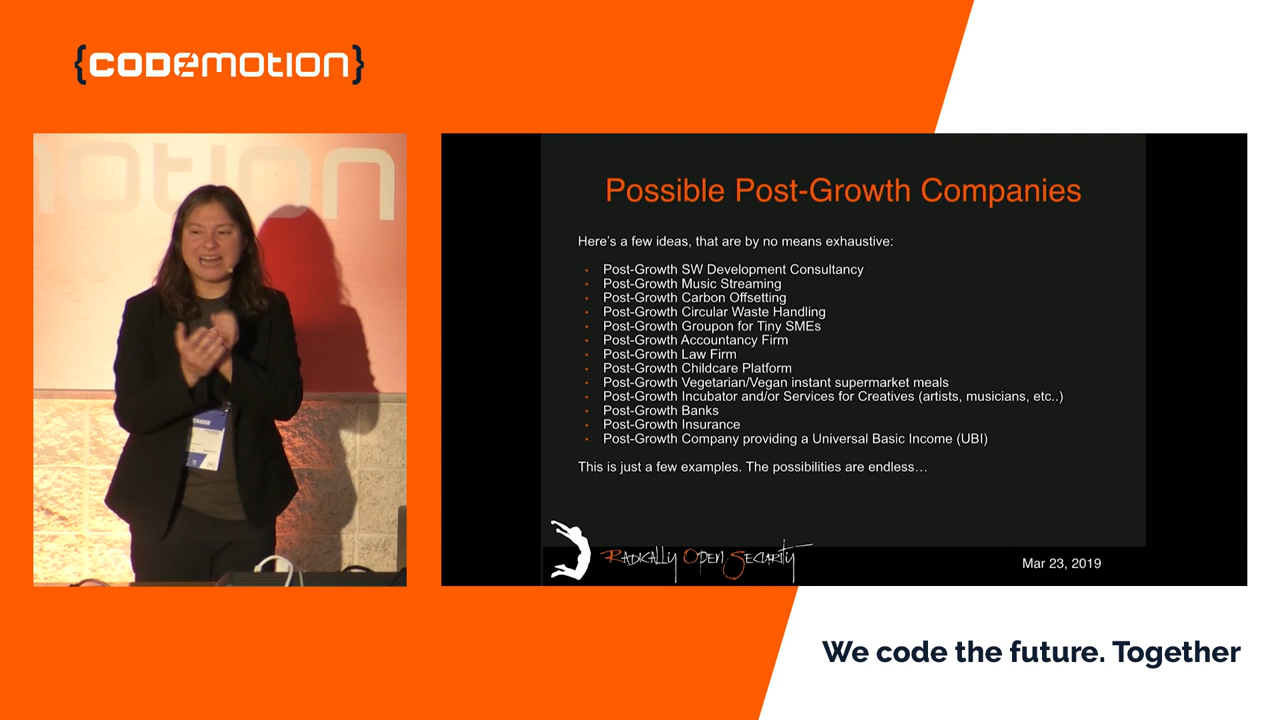 {CODEMOTION}
motion
Possible Post-Growth Companies
Here's a few ideas, that are by no means exhaustive:
• Post-Growth SW Development Consultancy
• Post-Growth Music Streaming
• Post-Growth Carbon Offsetting
• Post-Growth Circular Waste Handling
• Post-Growth Groupon for Tiny SMEs
• Post-Growth Accountancy Firm
• Post-Growth Law Firm
• Post-Growth Childcare Platform
• Post-Growth Vegetarian/Vegan instant supermarket meals
• Post-Growth Incubator and/or Services for Creatives (artists, musicians, etc..)
• Post-Growth Banks
• Post-Growth Insurance
• Post-Growth Company providing a Universal Basic Income (UBI)
This is just a few examples. The possibilities are endless…
Radically Open Security
Mar 23, 2019
We code the future. Together